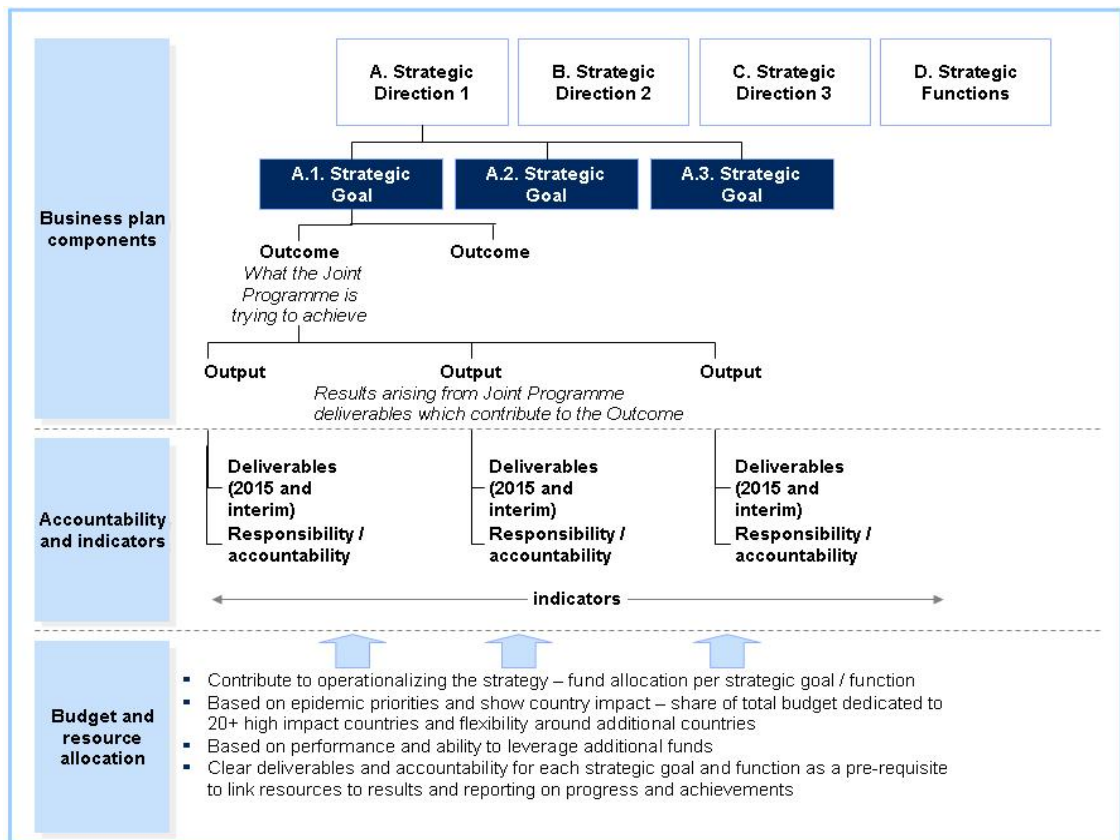 A. Strategic
Direction 1
B. Strategic
Direction 2
C. Strategic
Direction 3
D. Strategic
Functions
A.1. Strategic
Goal
A.2. Strategic
Goal
A.3. Strategic
Goal
Business plan
components
Outcome
What the Joint
Programme is
trying to achieve
Outcome
Output
Output
Results arising from Joint Programme
deliverables which contribute to the Outcome
Output
Accountability
and indicators
Deliverables
(2015 and
interim)
Responsibility /
accountability
Deliverables
(2015 and
interim)
Responsibility /
accountability
Deliverables
(2015 and
interim)
Responsibility /
accountability
indicators
Budget and
resource
allocation
▪ Contribute to operationalizing the strategy – fund allocation per strategic goal / function
▪ Based on epidemic priorities and show country impact – share of total budget dedicated to
20+ high impact countries and flexibility around additional countries
▪ Based on performance and ability to leverage additional funds
▪ Clear deliverables and accountability for each strategic goal and function as a pre-requisite
to link resources to results and reporting on progress and achievements